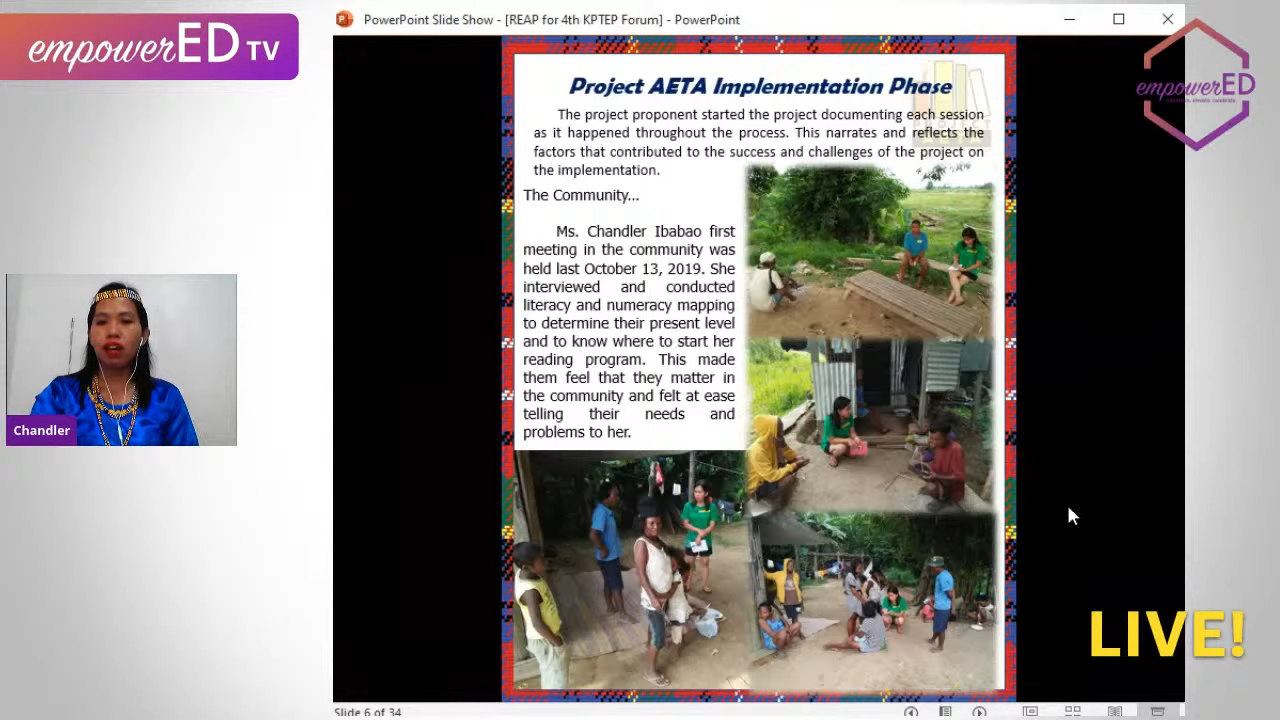 empowerED TV
PowerPoint Slide Show - [REAP for 4th KPTEP Forum] - PowerPoint
empowerED
Project AETA Implementation Phase
The project proponent started the project documenting each session
as it happened throughout the process. This narrates and reflects the
factors that contributed to the success and challenges of the project on
the implementation.
The Community...
Ms. Chandler Ibabao first
meeting in the community was
held last October 13, 2019. She
interviewed and conducted
literacy and numeracy mapping
to determine their present level
and to know where to start her
reading program. This made
them feel that they matter in
the community and felt at ease
telling their needs and
problems to her.
Chandler
LIVE!
Slide 6 of 34